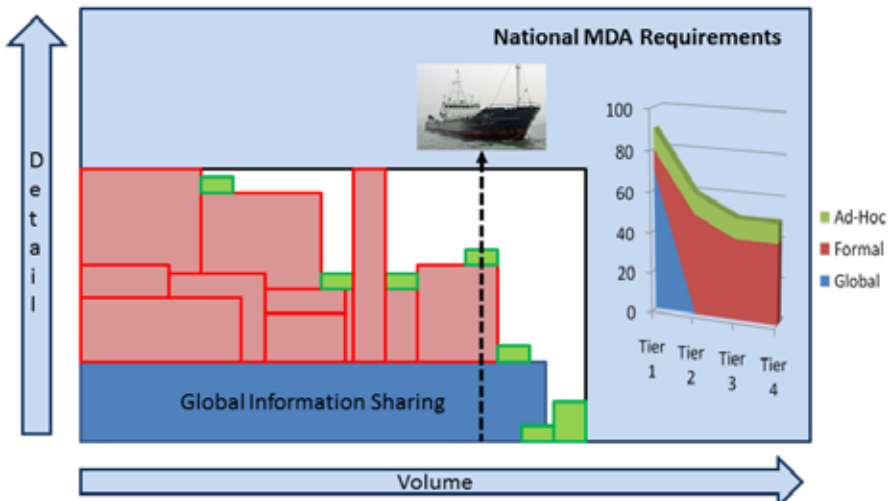 National MDA Requirements
Detail
Global Information Sharing
Volume
100
80
60
40
20
0
Tier 1
Tier 2
Tier 3
Tier 4
Ad-Hoc
Formal
Global